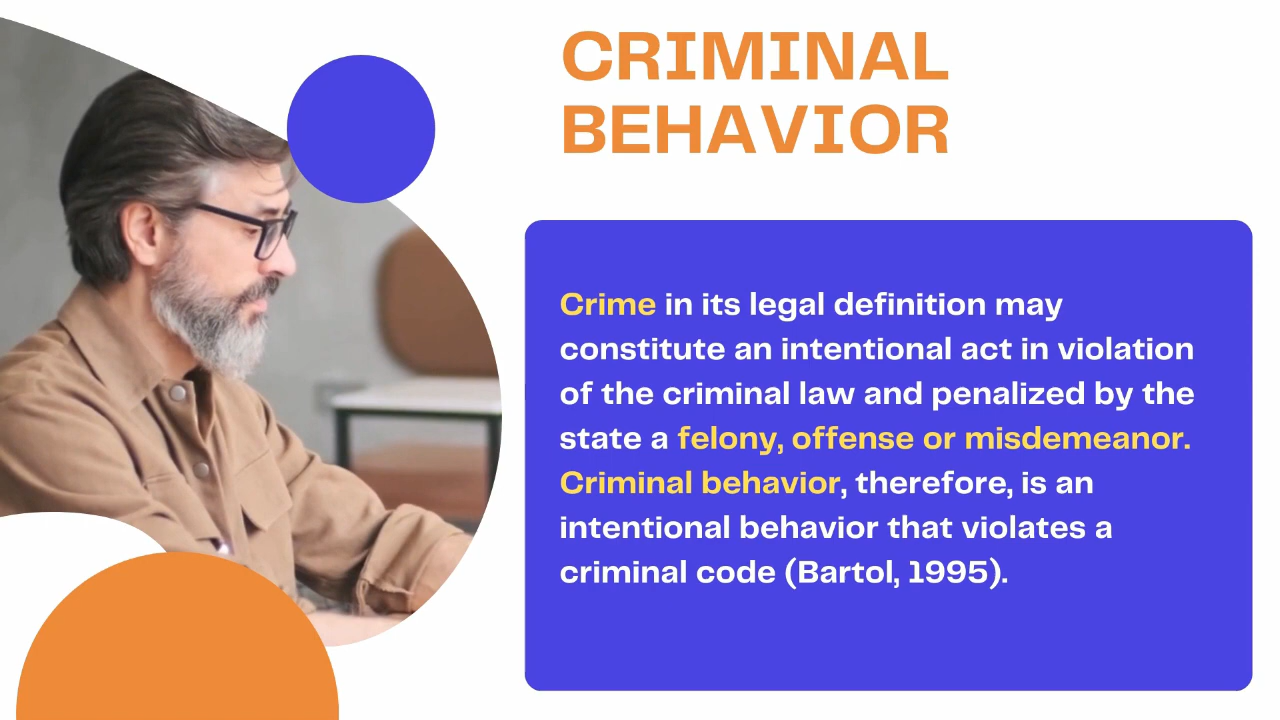 CRIMINAL
BEHAVIOR
Crime in its legal definition may
constitute an intentional act in violation
of the criminal law and penalized by the
state a felony, offense or misdemeanor.
Criminal behavior, therefore, is an
intentional behavior that violates a
criminal code (Bartol, 1995).